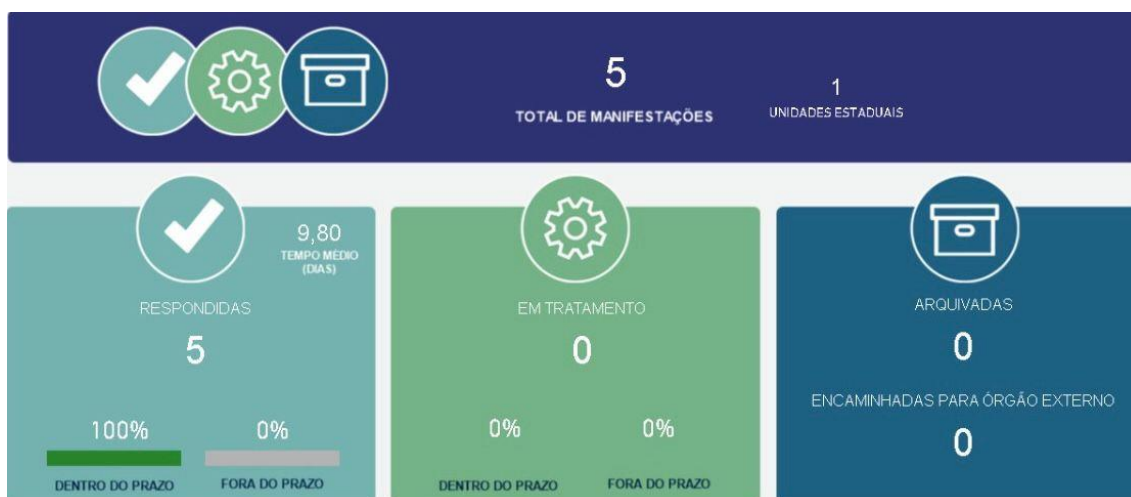 5
TOTAL DE MANIFESTAÇÕES
1
UNIDADES ESTADUAIS
9,80
TEMPO MÉDIO
(DIAS)
RESPONDIDAS
5
100%
0%
DENTRO DO PRAZO
FORA DO PRAZO
EM TRATAMENTO
0
0%
0%
DENTRO DO PRAZO
FORA DO PRAZO
ARQUIVADAS
0
ENCAMINHADAS PARA ÓRGÃO EXTERNO
0